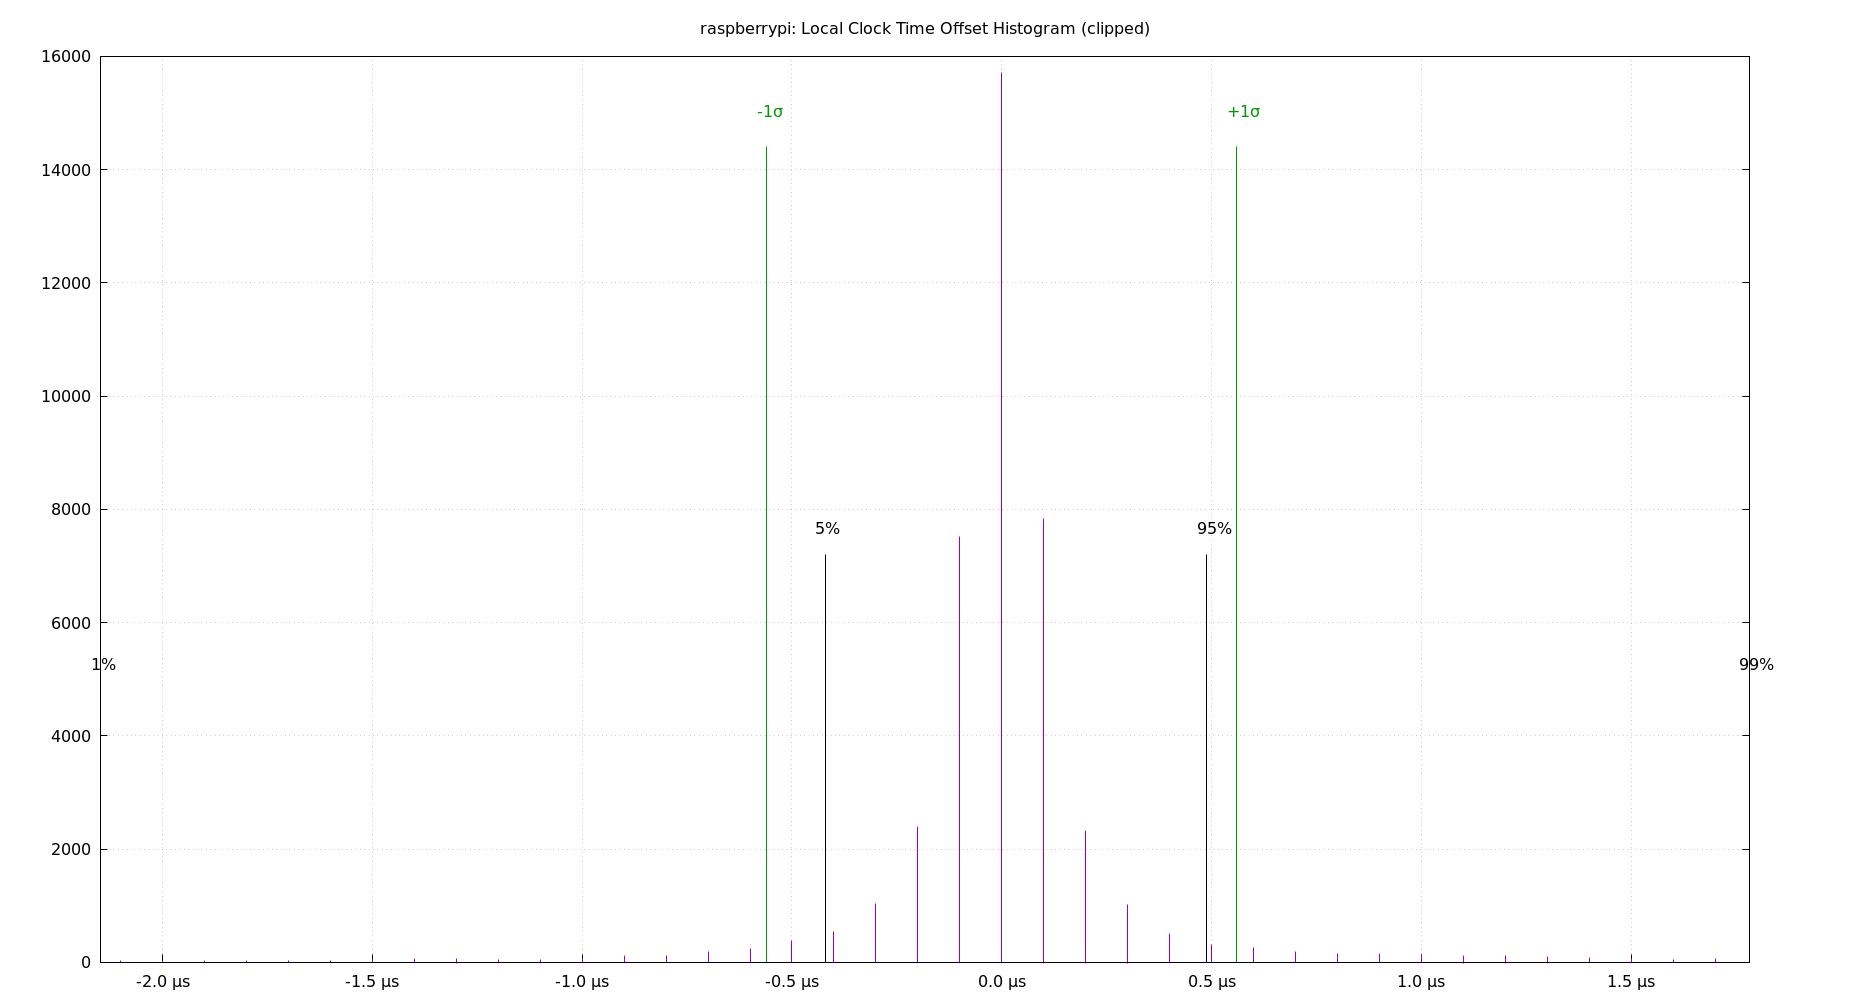 raspberrypi: Local Clock Time Offset Histogram (clipped)
16000
-1σ
+1σ
14000
12000
10000
8000
5%
95%
6000
1%
99%
4000
2000
0
-2.0 µs
-1.5 µs
-1.0 µs
-0.5 µs
0.0 µs
0.5 µs
1.0 µs
1.5 µs